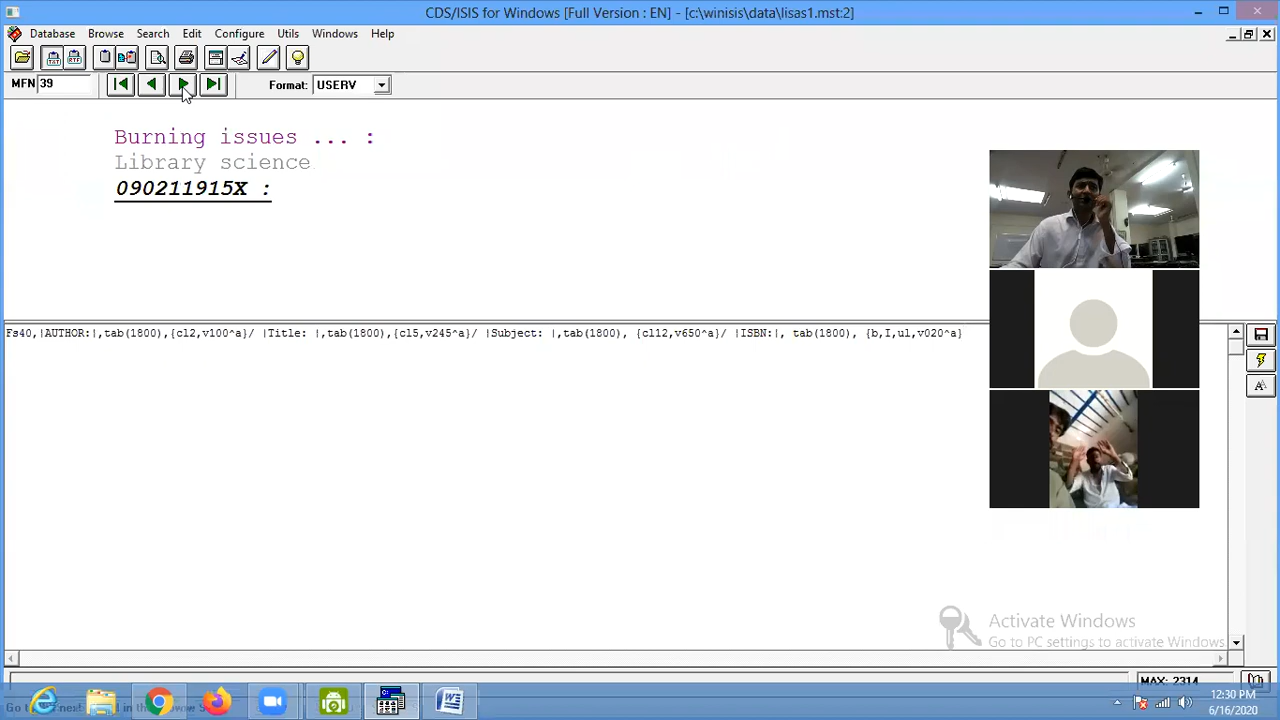 CDS/ISIS for Windows [Full Version : EN] - [c:\winisis\data\lisas1.mst:2]
Database Browse Search Edit Configure Utils Windows Help
MFN 39 Format: USERV
Burning issues ... :
Library science
090211915X :
Fs40,|AUTHOR:|,tab(1800),{cl2,v100^a}/ |Title: |,tab(1800),{cl5,v245^a}/ |Subject: |,tab(1800), {cl12,v650^a}/ |ISBN:|, tab(1800), {b,I,ul,v020^a}
Activate Windows
Go to PC settings to activate Windows
MAX: 2314
12:30 PM
6/16/2020